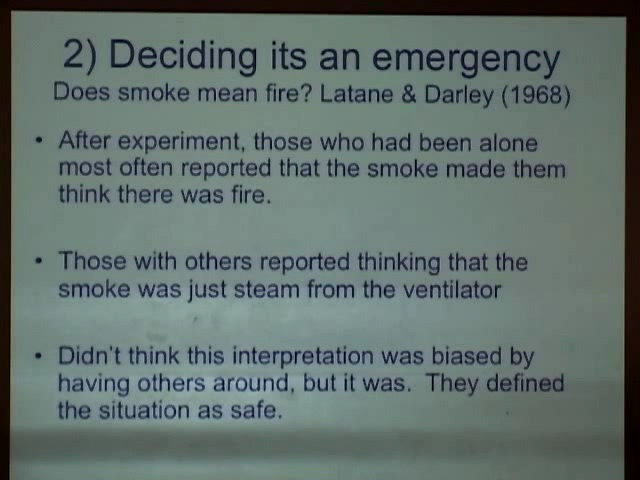 2) Deciding its an emergency
Does smoke mean fire? Latane & Darley (1968)
• After experiment, those who had been alone
most often reported that the smoke made them
think there was fire.
• Those with others reported thinking that the
smoke was just steam from the ventilator
• Didn't think this interpretation was biased by
having others around, but it was. They defined
the situation as safe.